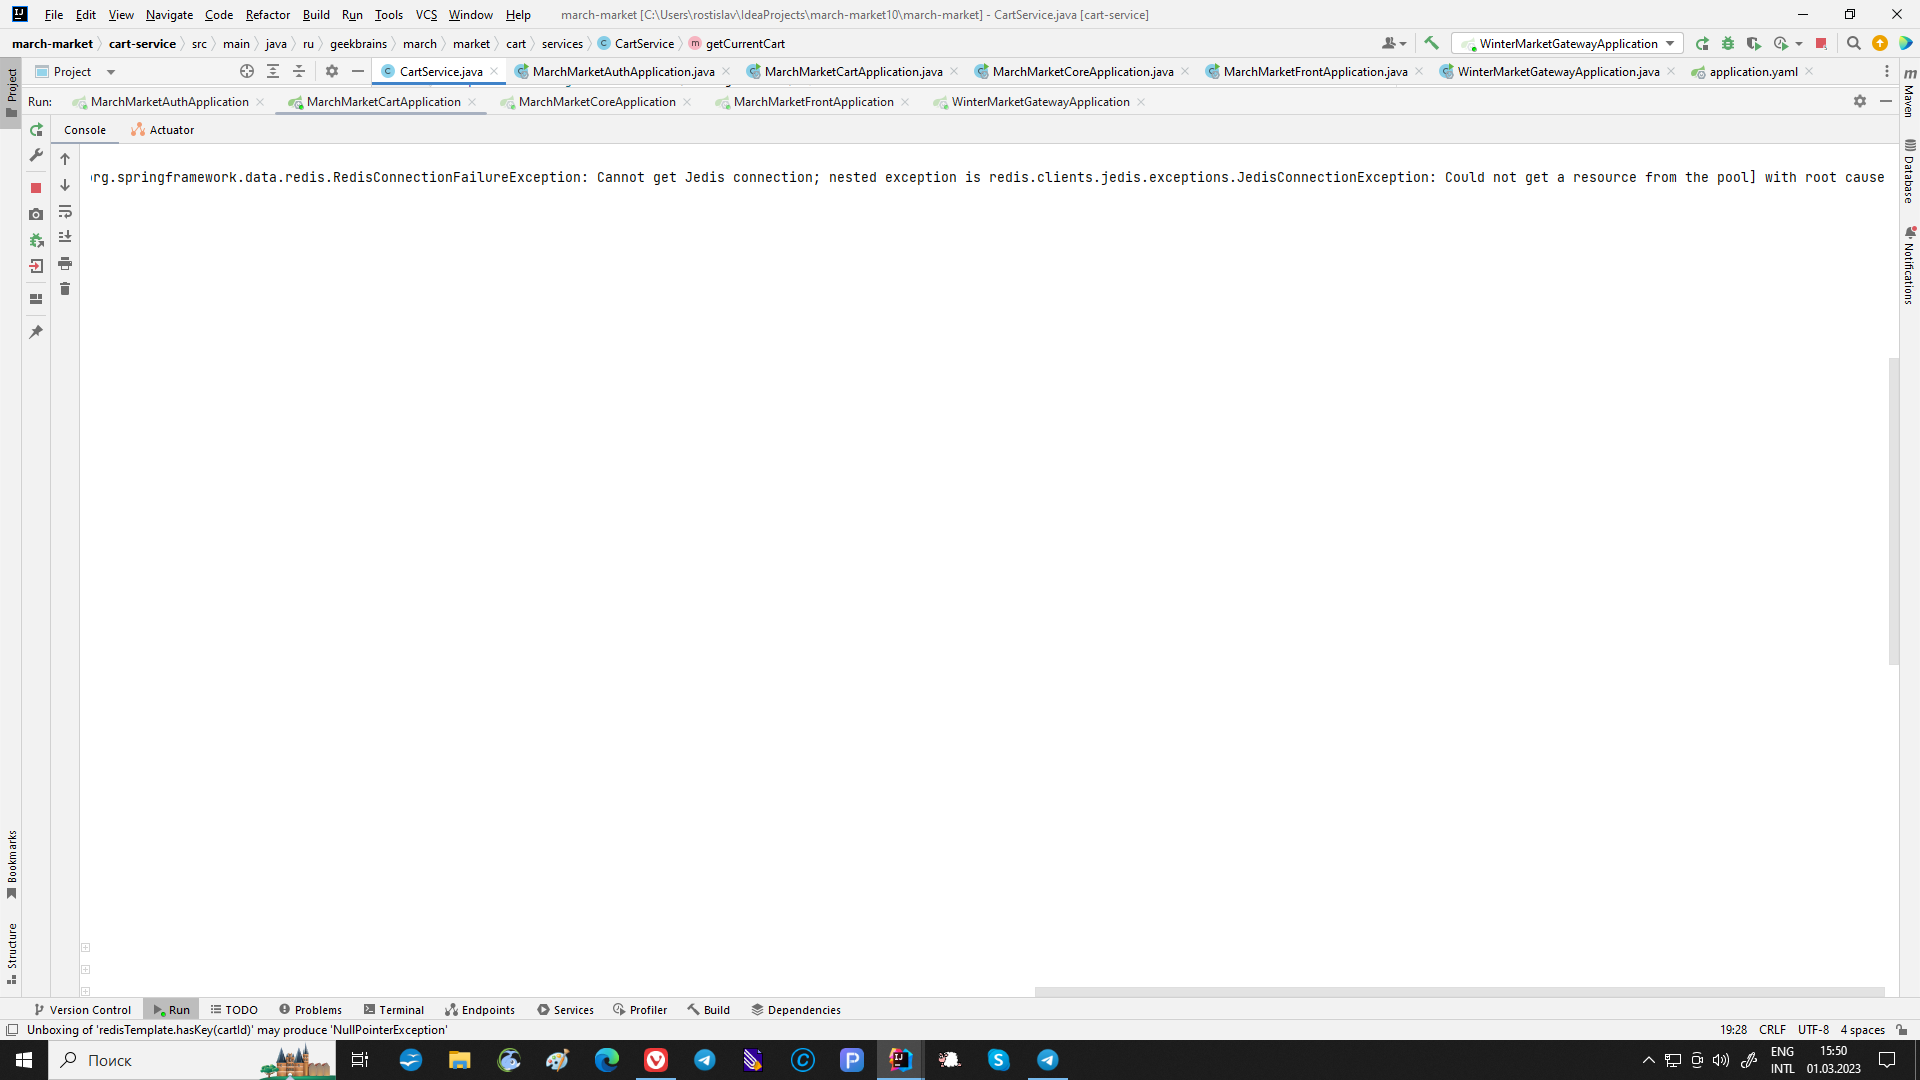 File Edit View Navigate Code Refactor Build Run Tools VCS Window Help march-market [C:\Users\rostislav\IdeaProjects\march-market10\march-market] - CartService.java [cart-service]
march-market cart-service src main java ru geekbrains march market cart services CartService getCurrentCart WinterMarketGatewayApplication
Project CartService.java MarchMarketAuthApplication.java MarchMarketCartApplication.java MarchMarketCoreApplication.java MarchMarketFrontApplication.java WinterMarketGatewayApplication.java application.yaml
Run: MarchMarketAuthApplication MarchMarketCartApplication MarchMarketCoreApplication MarchMarketFrontApplication WinterMarketGatewayApplication
Console Actuator
org.springframework.data.redis.RedisConnectionFailureException: Cannot get Jedis connection; nested exception is redis.clients.jedis.exceptions.JedisConnectionException: Could not get a resource from the pool] with root cause
Project
Bookmarks
Structure
Maven
Database
Notifications
Version Control Run TODO Problems Terminal Endpoints Services Profiler Build Dependencies
Unboxing of 'redisTemplate.hasKey(cartId)' may produce 'NullPointerException' 19:28 CRLF UTF-8 4 spaces
Поиск
ENG 15:50
INTL 01.03.2023